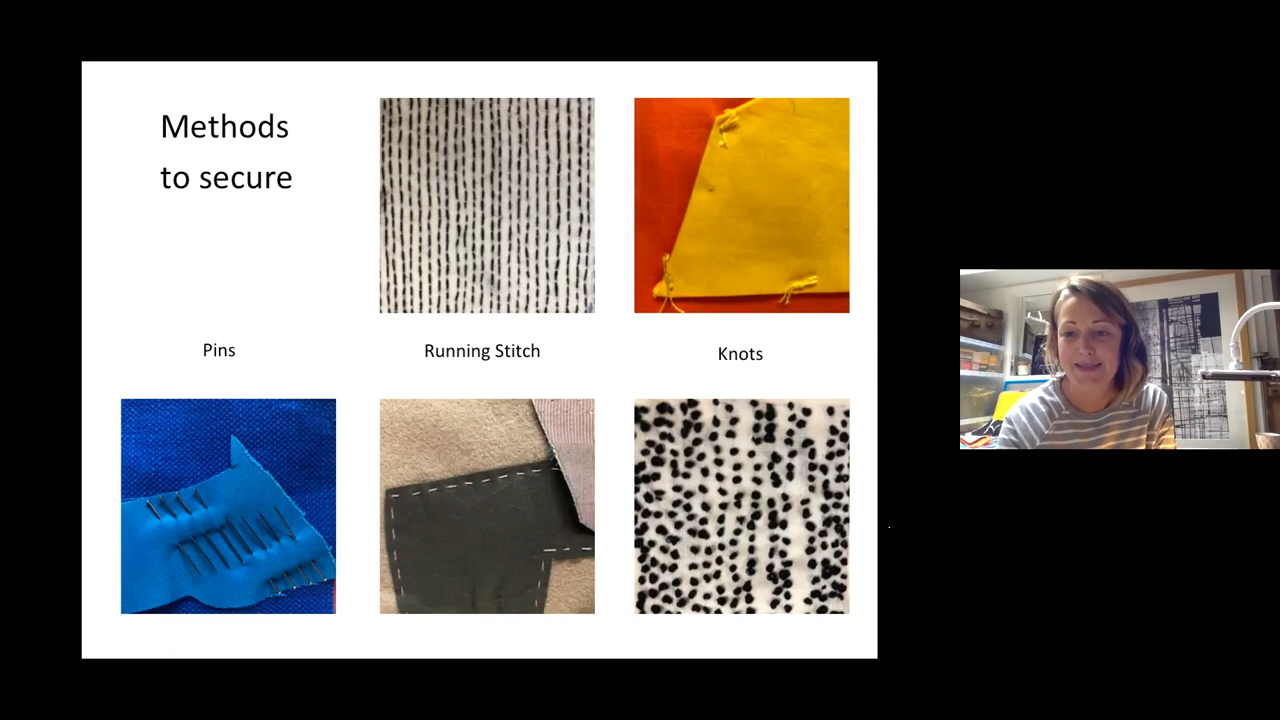 Methods
to secure
Pins
Running Stitch
Knots